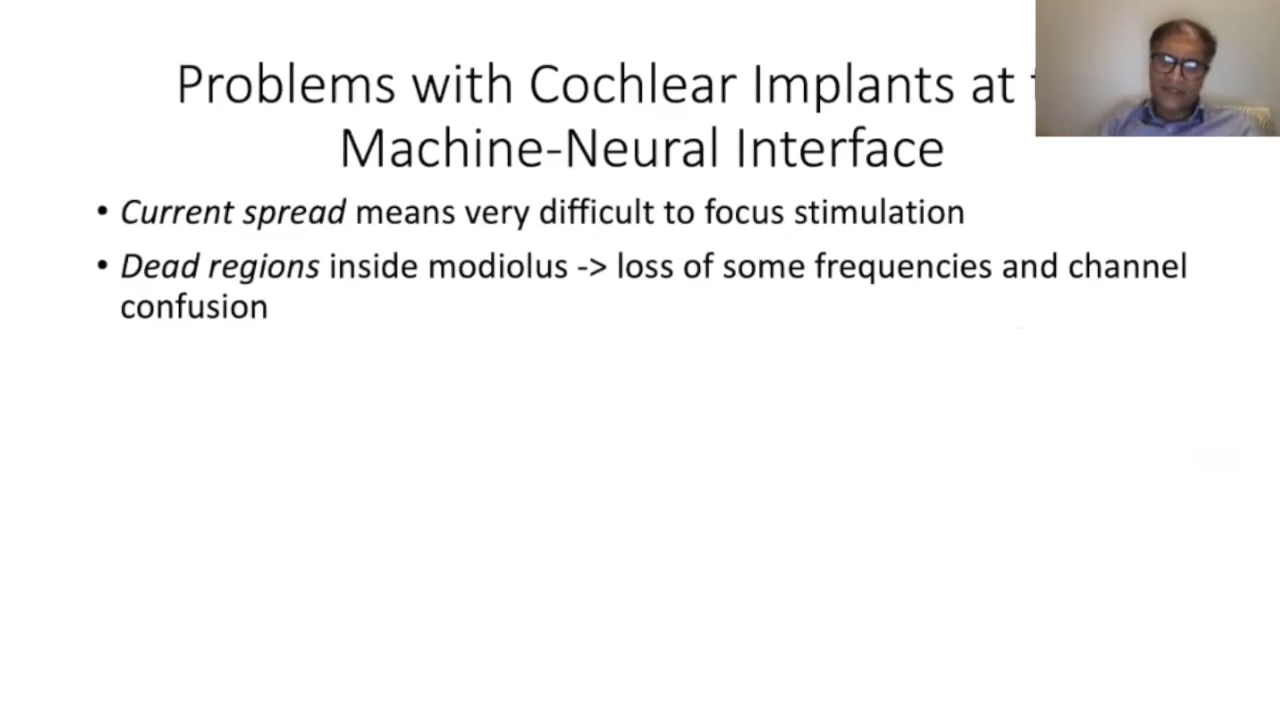 Problems with Cochlear Implants at
Machine-Neural Interface
• Current spread means very difficult to focus stimulation
• Dead regions inside modiolus -> loss of some frequencies and channel
confusion